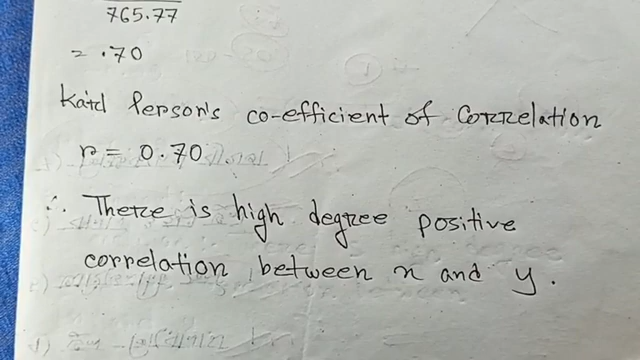 765.77
= .70
Karl Person's co-efficient of Correlation
r = 0.70
∴ There is high degree positive
correlation between x and y.